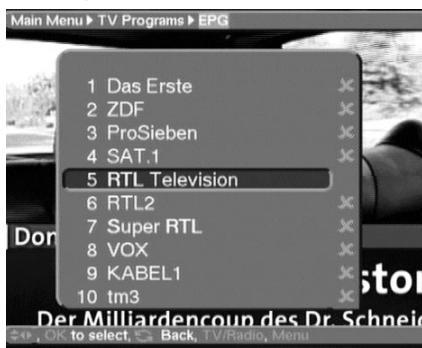 Main Menu ▶ TV Programs ▶ EPG
1 Das Erste
2 ZDF
3 ProSieben
4 SAT.1
5 RTL Television
6 RTL2
7 Super RTL
8 VOX
9 KABEL1
10 tm3
Don
stor
Der Milliardencoup des Dr. Schneid
, OK to select, Back, TV/Radio, Menu